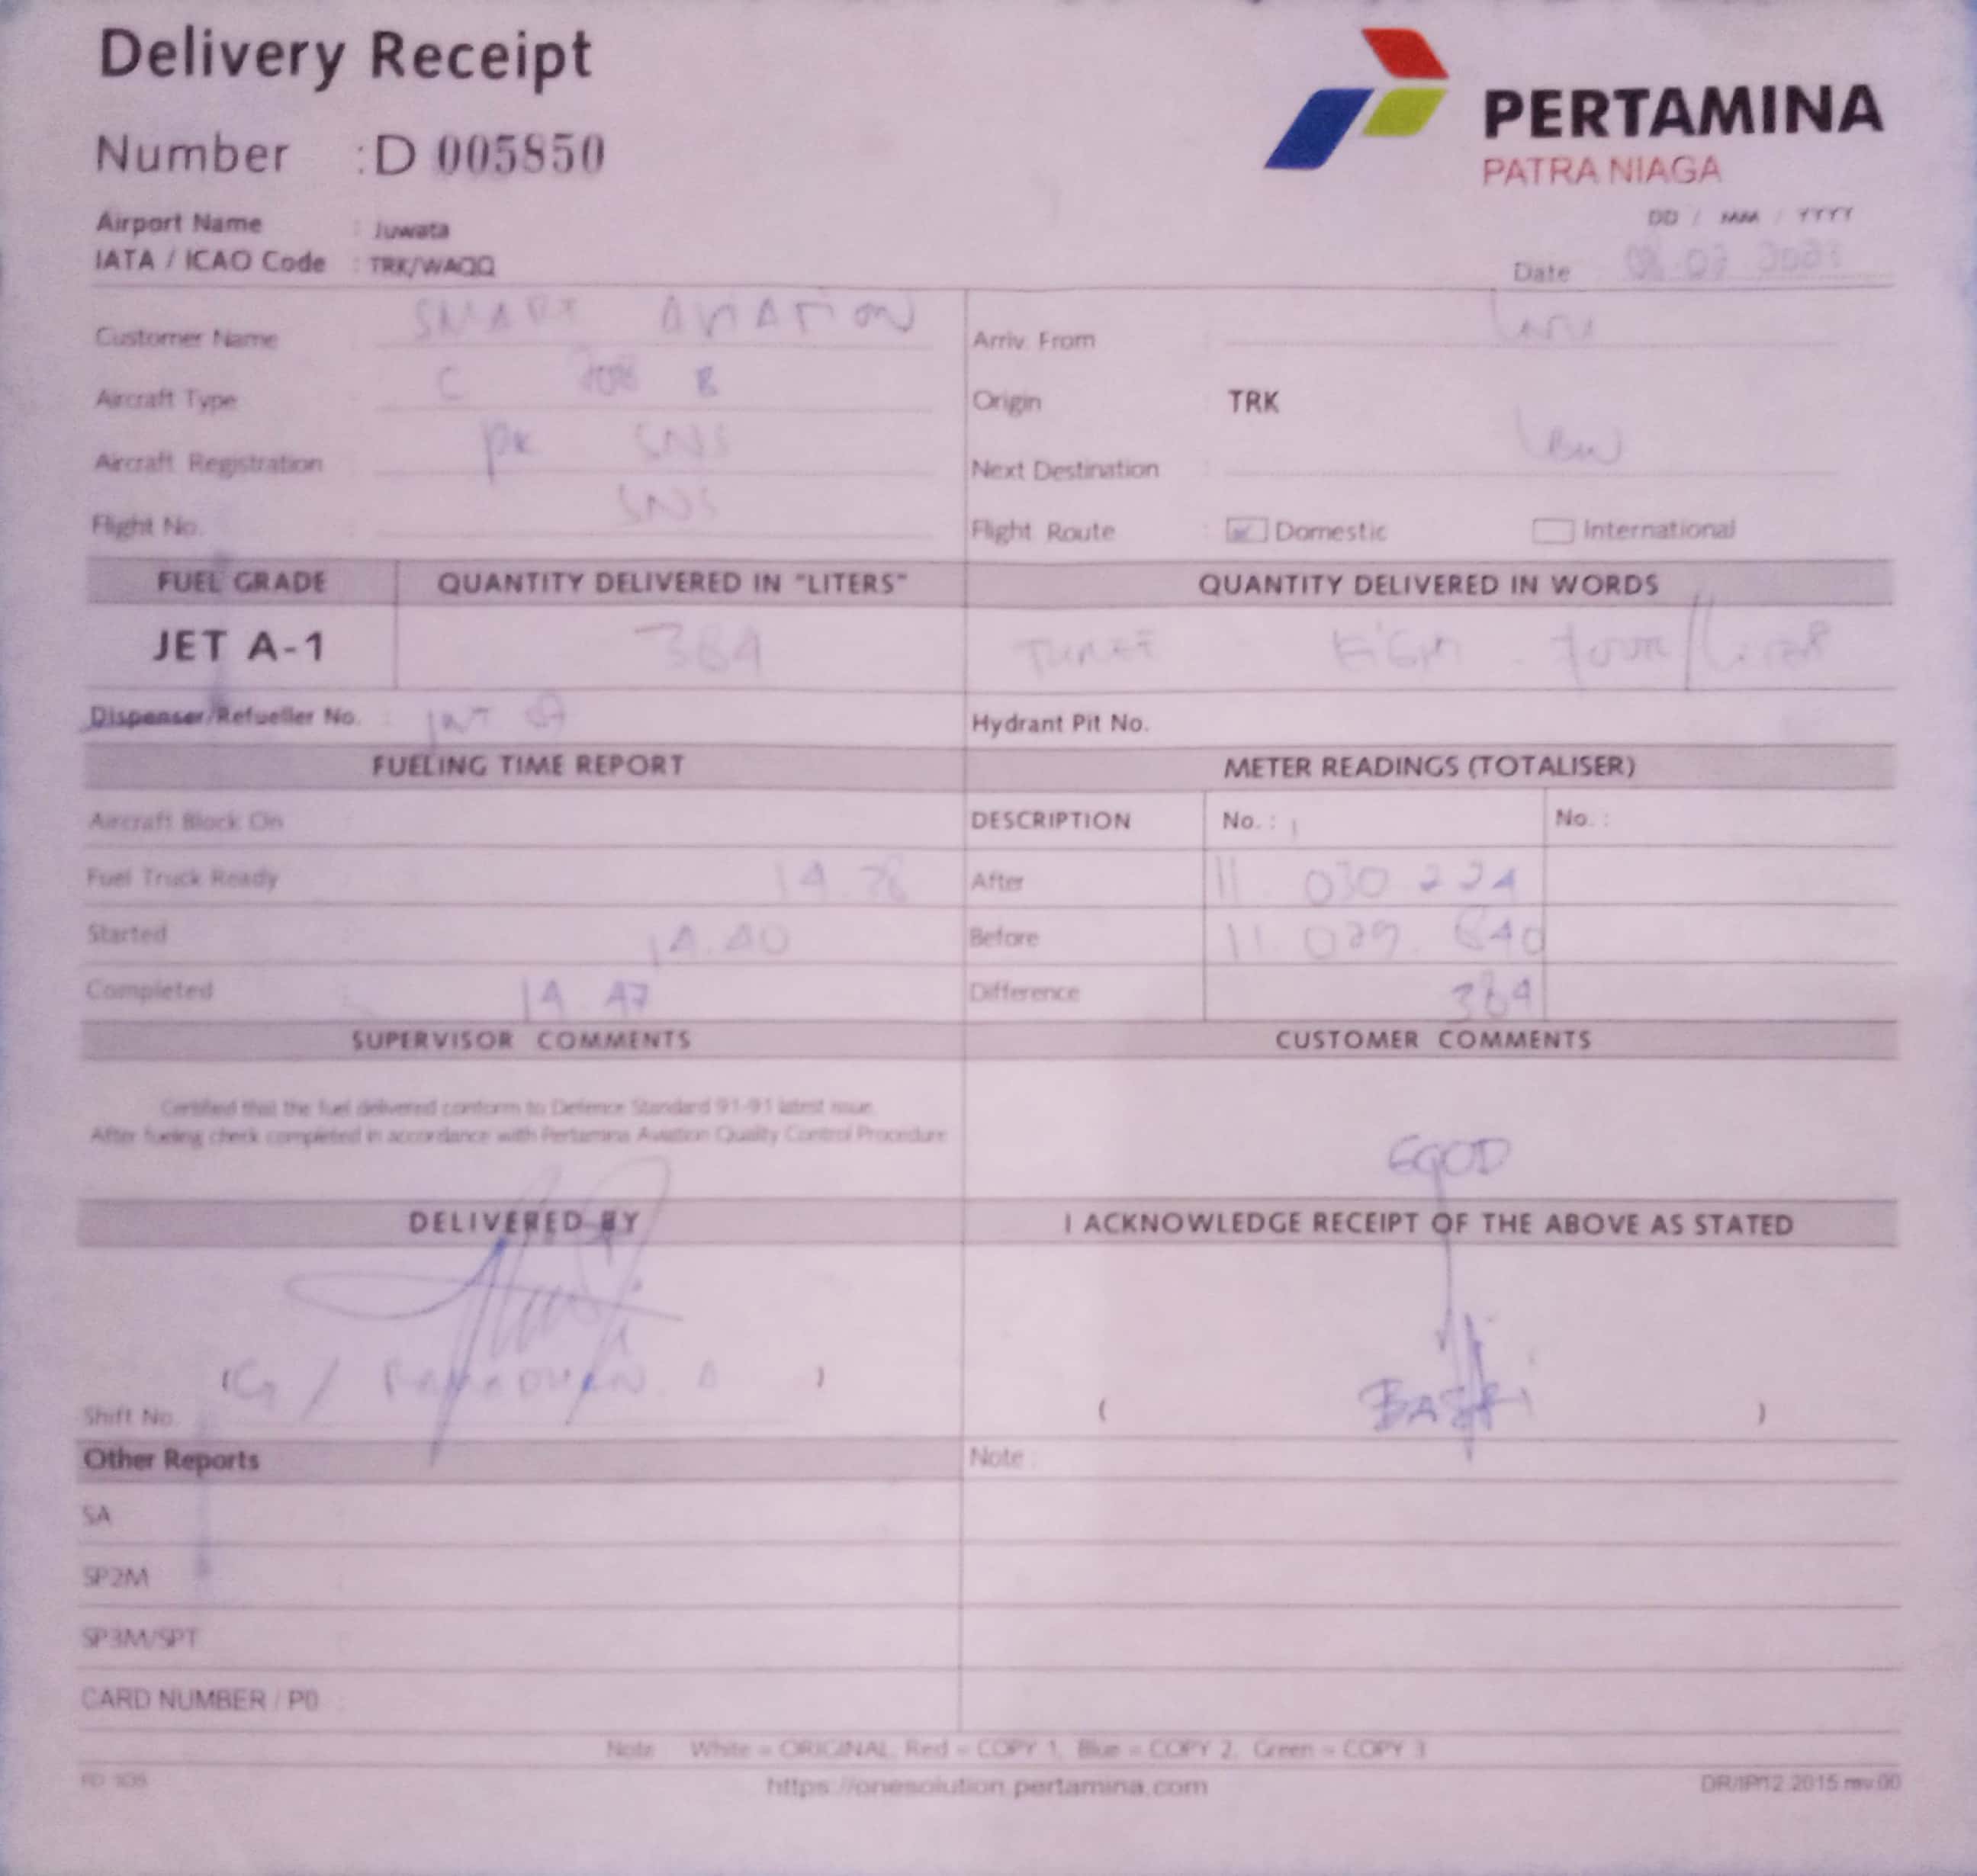 Delivery Receipt
PERTAMINA
PATRA NIAGA
Number : D 005850
Airport Name : Juwata
IATA / ICAO Code : TRK/WAQQ
DD / MM / YYYY
Date
Customer Name : SMART AVIATION
Arriv. From :
Aircraft Type : C 208 B
Origin TRK
Aircraft Registration : PK SNS
Next Destination :
Flight No. : SNS
Flight Route : Domestic International
FUEL GRADE QUANTITY DELIVERED IN "LITERS" QUANTITY DELIVERED IN WORDS
JET A-1 384 THREE EIGH FOUR
Dispenser/Refueller No. :
Hydrant Pit No.
FUELING TIME REPORT METER READINGS (TOTALISER)
Aircraft Block On
DESCRIPTION No. : 1 No. :
Fuel Truck Ready 14.38
After 11 030 224
Started 14.40
Before 11.029. 840
Completed 14 47
Difference 384
SUPERVISOR COMMENTS CUSTOMER COMMENTS
Certified that the fuel delivered conform to Defence Standard 91-91 latest issue.
After fueling check completed in accordance with Pertamina Aviation Quality Control Procedure
GOOD
DELIVERED BY I ACKNOWLEDGE RECEIPT OF THE ABOVE AS STATED
( G / RAMADHAN. A )
Shift No.
( )
Other Reports Note :
SA
SP2M
SP3M/SPT
CARD NUMBER / PO
Note White = ORIGINAL, Red = COPY 1, Blue = COPY 2, Green = COPY 3
https://onesolution.pertamina.com
DR/IP/12.2015 rev.00